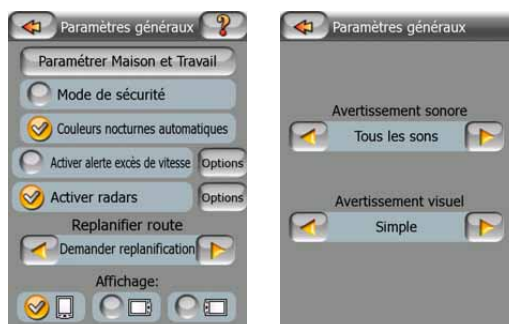 Paramètres généraux ?
Paramétrer Maison et Travail
Mode de sécurité
Couleurs nocturnes automatiques
Activer alerte excès de vitesse Options
Activer radars Options
Replanifier route
Demander replanification
Affichage:
Paramètres généraux
Avertissement sonore
Tous les sons
Avertissement visuel
Simple